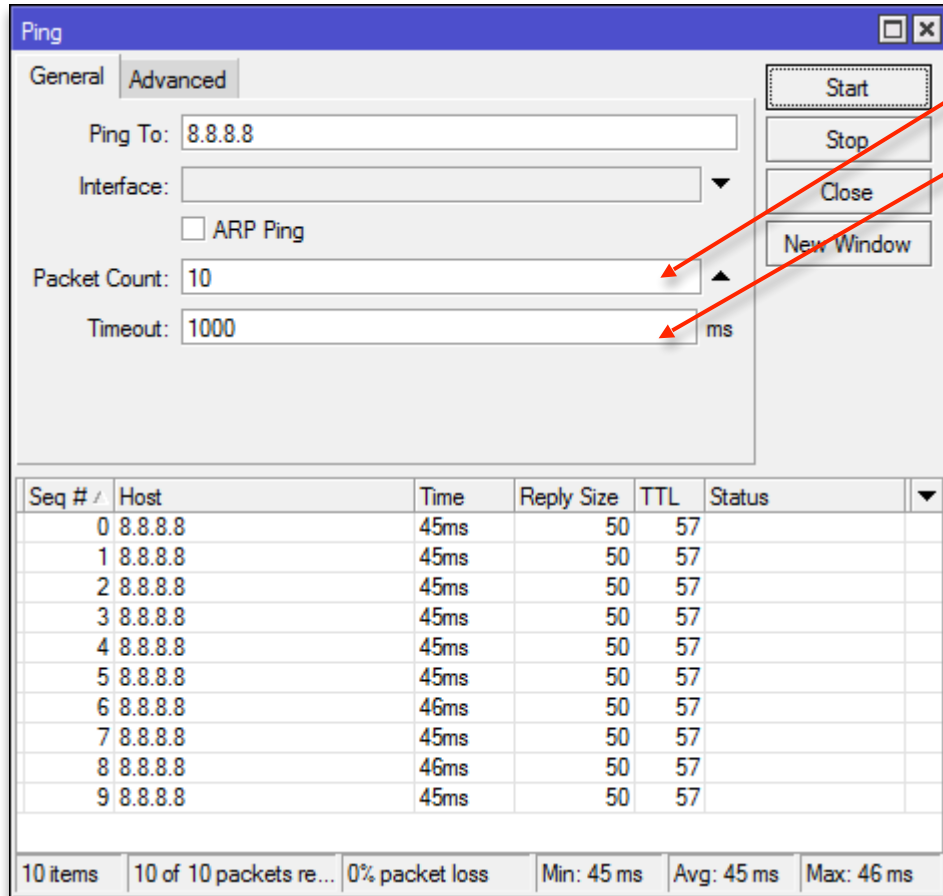 Ping
General Advanced
Start
Ping To: 8.8.8.8
Stop
Interface:
Close
ARP Ping
New Window
Packet Count: 10
Timeout: 1000 ms
Seq # Host Time Reply Size TTL Status
0 8.8.8.8 45ms 50 57
1 8.8.8.8 45ms 50 57
2 8.8.8.8 45ms 50 57
3 8.8.8.8 45ms 50 57
4 8.8.8.8 45ms 50 57
5 8.8.8.8 45ms 50 57
6 8.8.8.8 46ms 50 57
7 8.8.8.8 45ms 50 57
8 8.8.8.8 46ms 50 57
9 8.8.8.8 45ms 50 57
10 items 10 of 10 packets re... 0% packet loss Min: 45 ms Avg: 45 ms Max: 46 ms